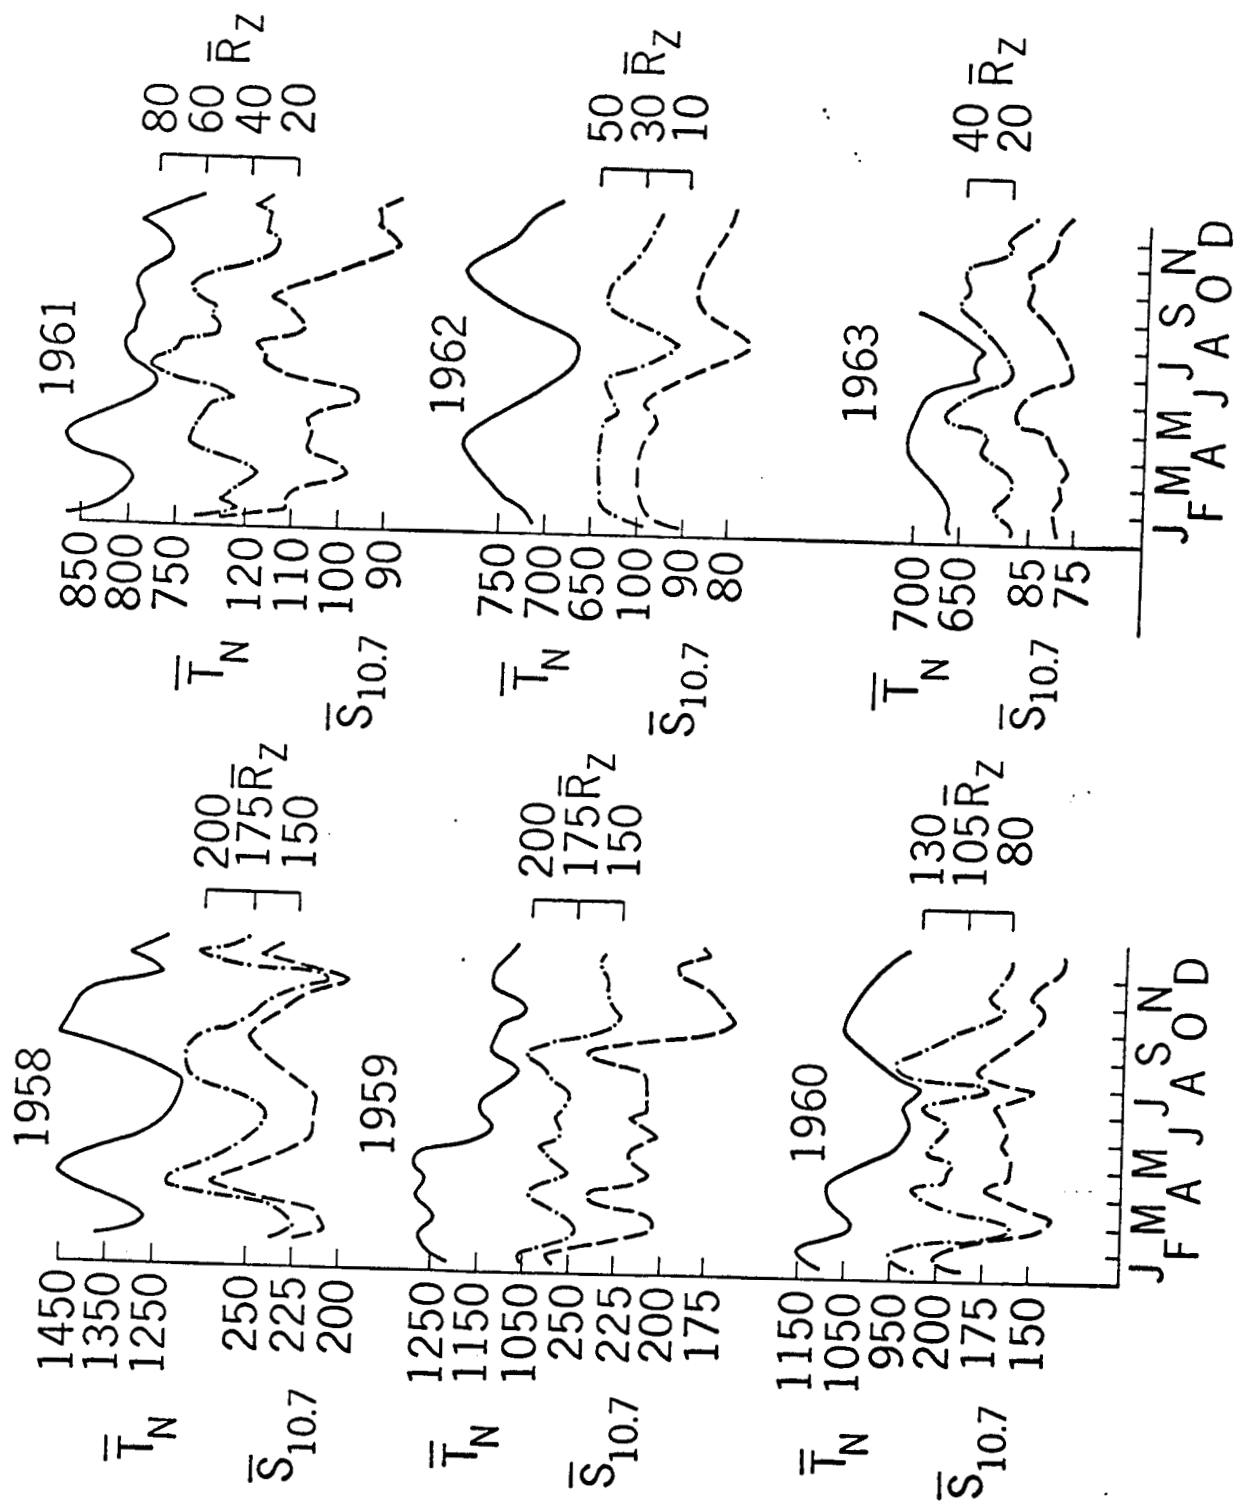 1958
1450
1350
1250
T̿N
250
225
200
S̅10.7
200
175 R̅Z
150
1959
1250
1150
1050
T̿N
250
225
200
175
S̅10.7
200
175 R̅Z
150
1960
1150
1050
950
T̿N
200
175
150
S̅10.7
130
105 R̅Z
80
J F M A M J J A S O N D
1961
850
800
750
T̿N
120
110
100
90
S̅10.7
80
60 R̅Z
40
20
1962
750
700
650
T̿N
100
90
80
S̅10.7
50
30 R̅Z
10
1963
700
650
T̿N
85
75
S̅10.7
40 R̅Z
20
J F M A M J J A S O N D